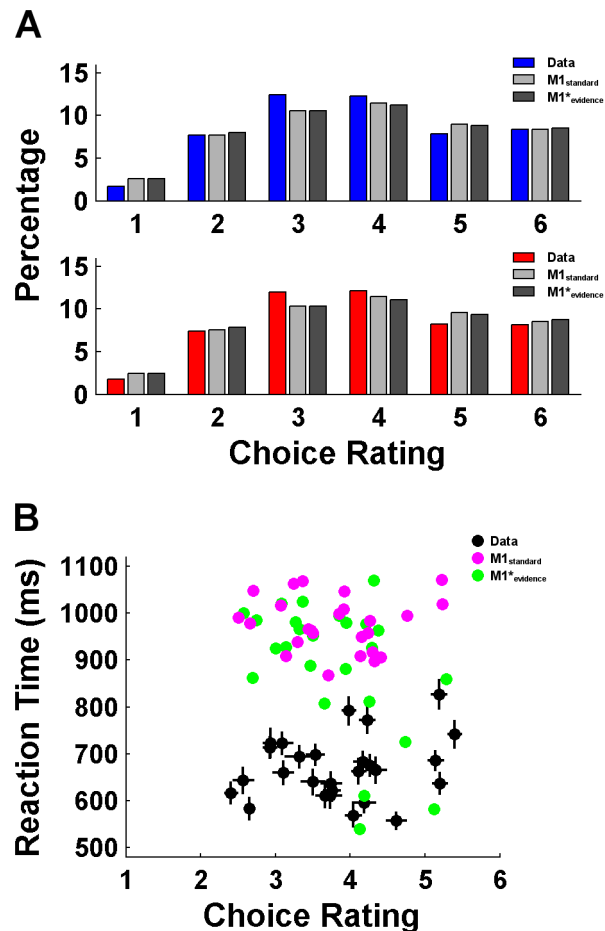 A
Percentage
15
10
5
0
Data
M1standard
M1*evidence
1 2 3 4 5 6
15
10
5
0
Data
M1standard
M1*evidence
1 2 3 4 5 6
Choice Rating
B
Reaction Time (ms)
Data
M1standard
M1*evidence
1100
1000
900
800
700
600
500
1 2 3 4 5 6
Choice Rating